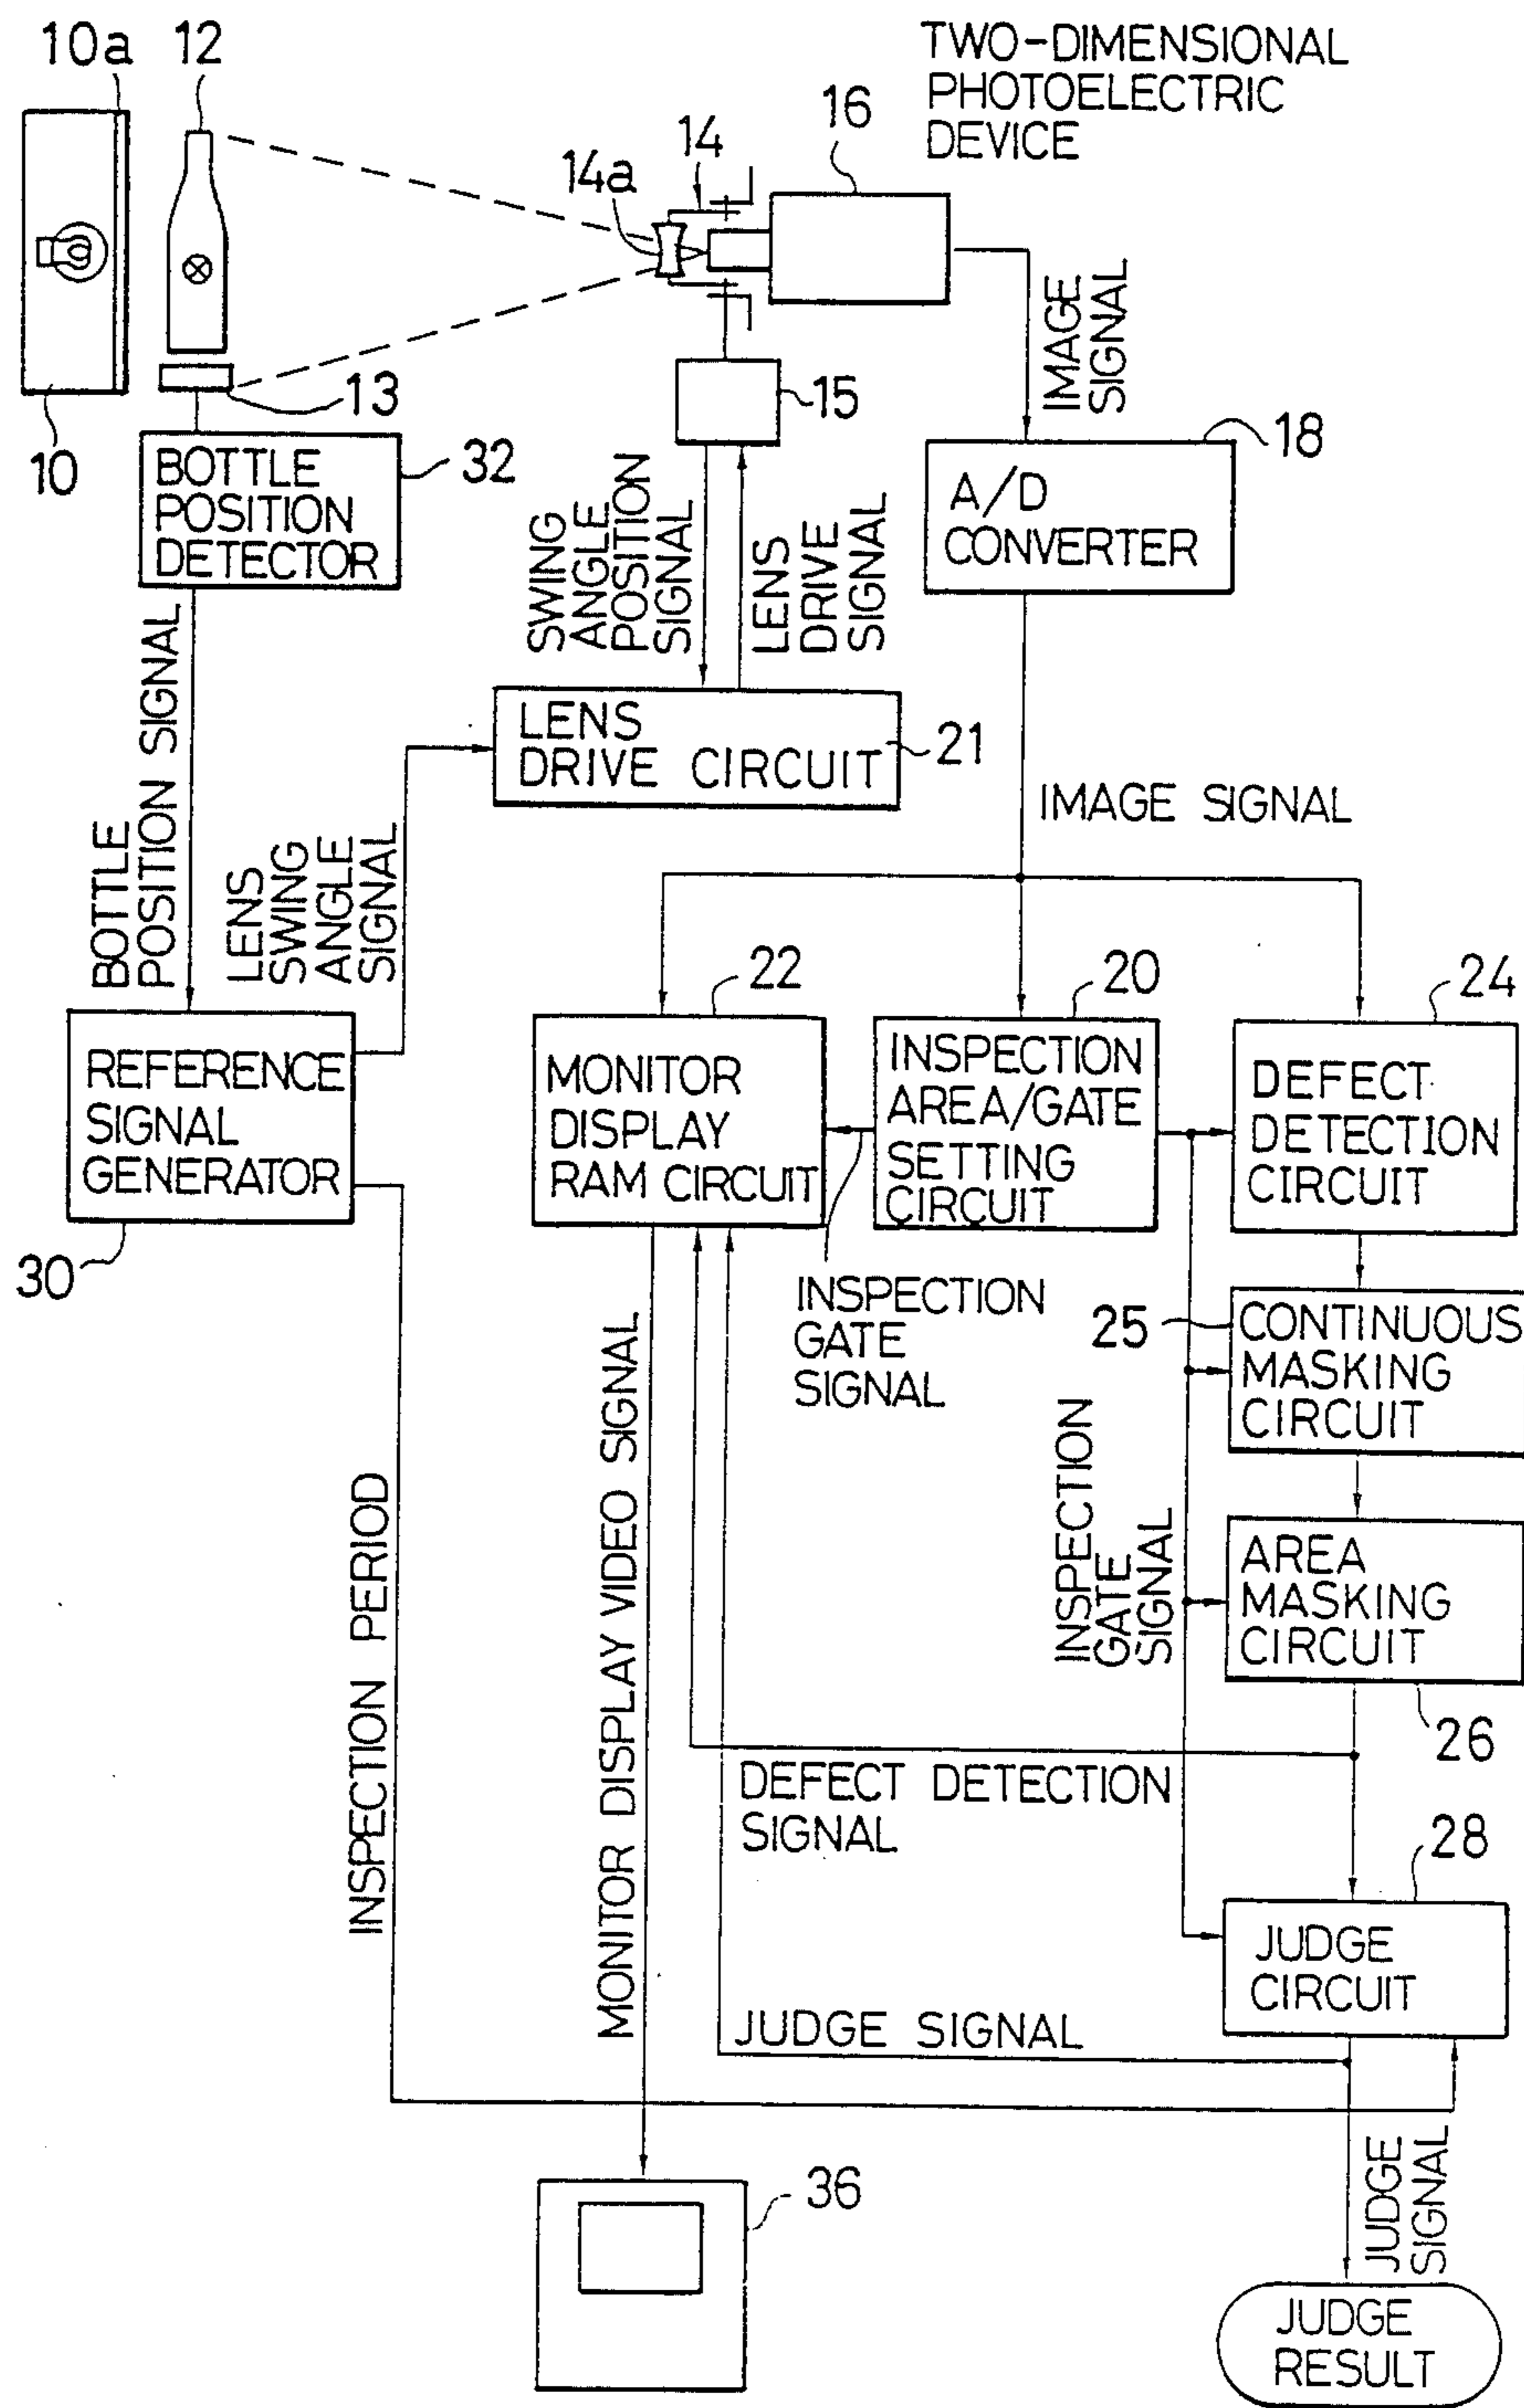 10a
12
TWO-DIMENSIONAL
PHOTOELECTRIC
DEVICE
16
14
14a
IMAGE
SIGNAL
13
15
10
BOTTLE
POSITION
DETECTOR
32
18
A/D
CONVERTER
SWING
ANGLE
POSITION
SIGNAL
LENS
DRIVE
SIGNAL
BOTTLE
POSITION SIGNAL
LENS
DRIVE CIRCUIT
21
IMAGE SIGNAL
LENS
SWING
ANGLE
SIGNAL
22
20
24
REFERENCE
SIGNAL
GENERATOR
30
MONITOR
DISPLAY
RAM CIRCUIT
INSPECTION
AREA/GATE
SETTING
CIRCUIT
DEFECT
DETECTION
CIRCUIT
INSPECTION
GATE
SIGNAL
25
CONTINUOUS
MASKING
CIRCUIT
INSPECTION
GATE
SIGNAL
AREA
MASKING
CIRCUIT
26
INSPECTION PERIOD
MONITOR DISPLAY VIDEO SIGNAL
DEFECT DETECTION
SIGNAL
28
JUDGE
CIRCUIT
JUDGE SIGNAL
36
JUDGE
SIGNAL
JUDGE
RESULT